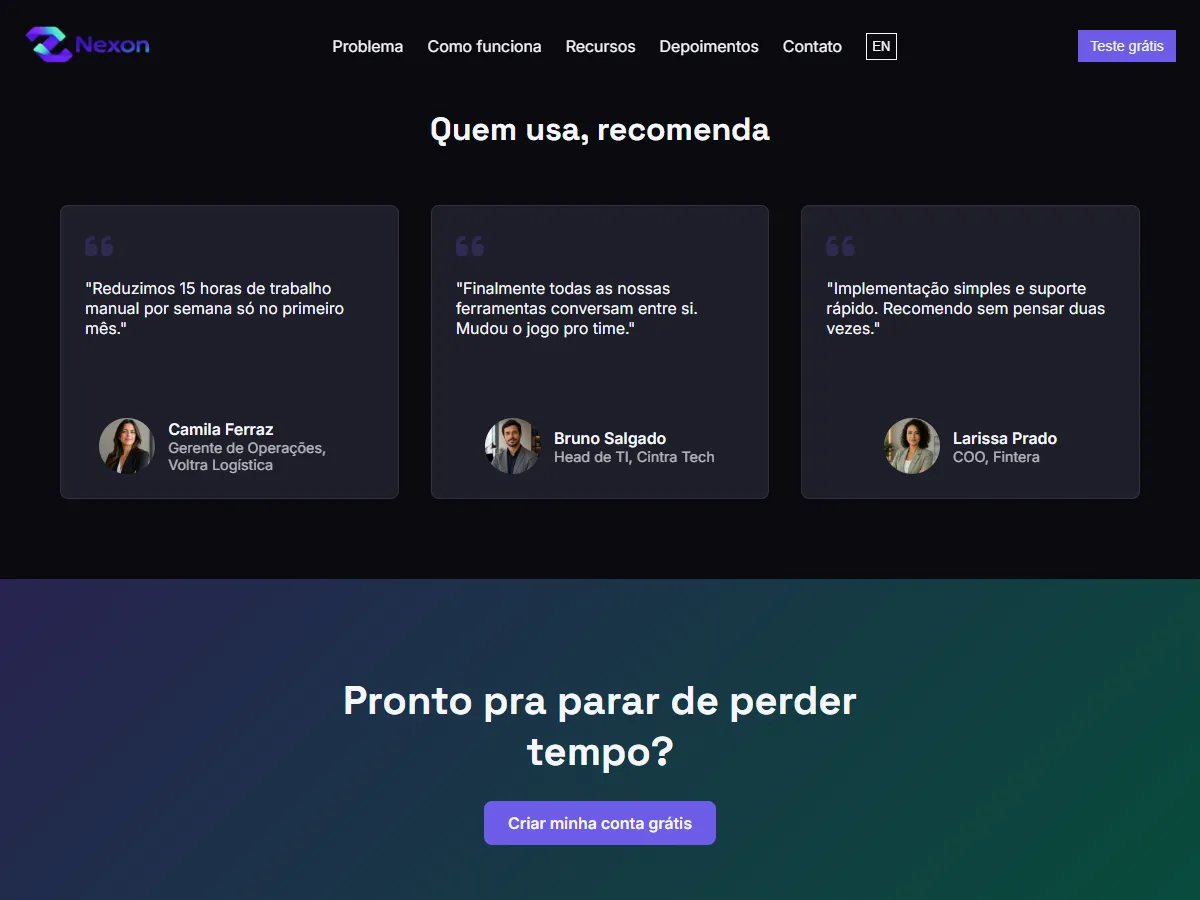 Nexon
Problema
Como funciona
Recursos
Depoimentos
Contato
EN
Teste grátis
Quem usa, recomenda
"Reduzimos 15 horas de trabalho
manual por semana só no primeiro
mês."
Camila Ferraz
Gerente de Operações,
Voltra Logística
"Finalmente todas as nossas
ferramentas conversam entre si.
Mudou o jogo pro time."
Bruno Salgado
Head de TI, Cintra Tech
"Implementação simples e suporte
rápido. Recomendo sem pensar duas
vezes."
Larissa Prado
COO, Fintera
Pronto pra parar de perder
tempo?
Criar minha conta grátis